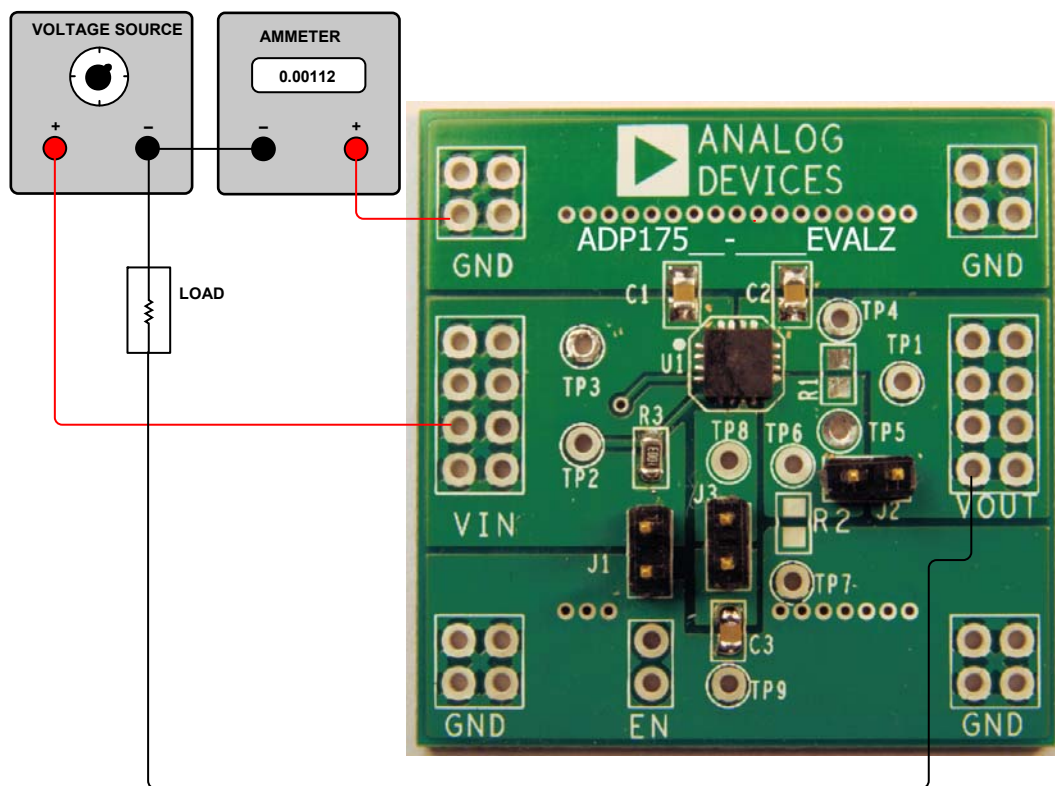 VOLTAGE SOURCE
AMMETER
0.00112
+
–
–
+
LOAD
ANALOG
DEVICES
ADP175__-____EVALZ
GND
GND
C1
C2
TP4
TP1
U1
TP3
R1
R3
TP8
TP6
TP5
TP2
J3
J2
VIN
R2
VOUT
J1
TP7
C3
TP9
GND
EN
GND